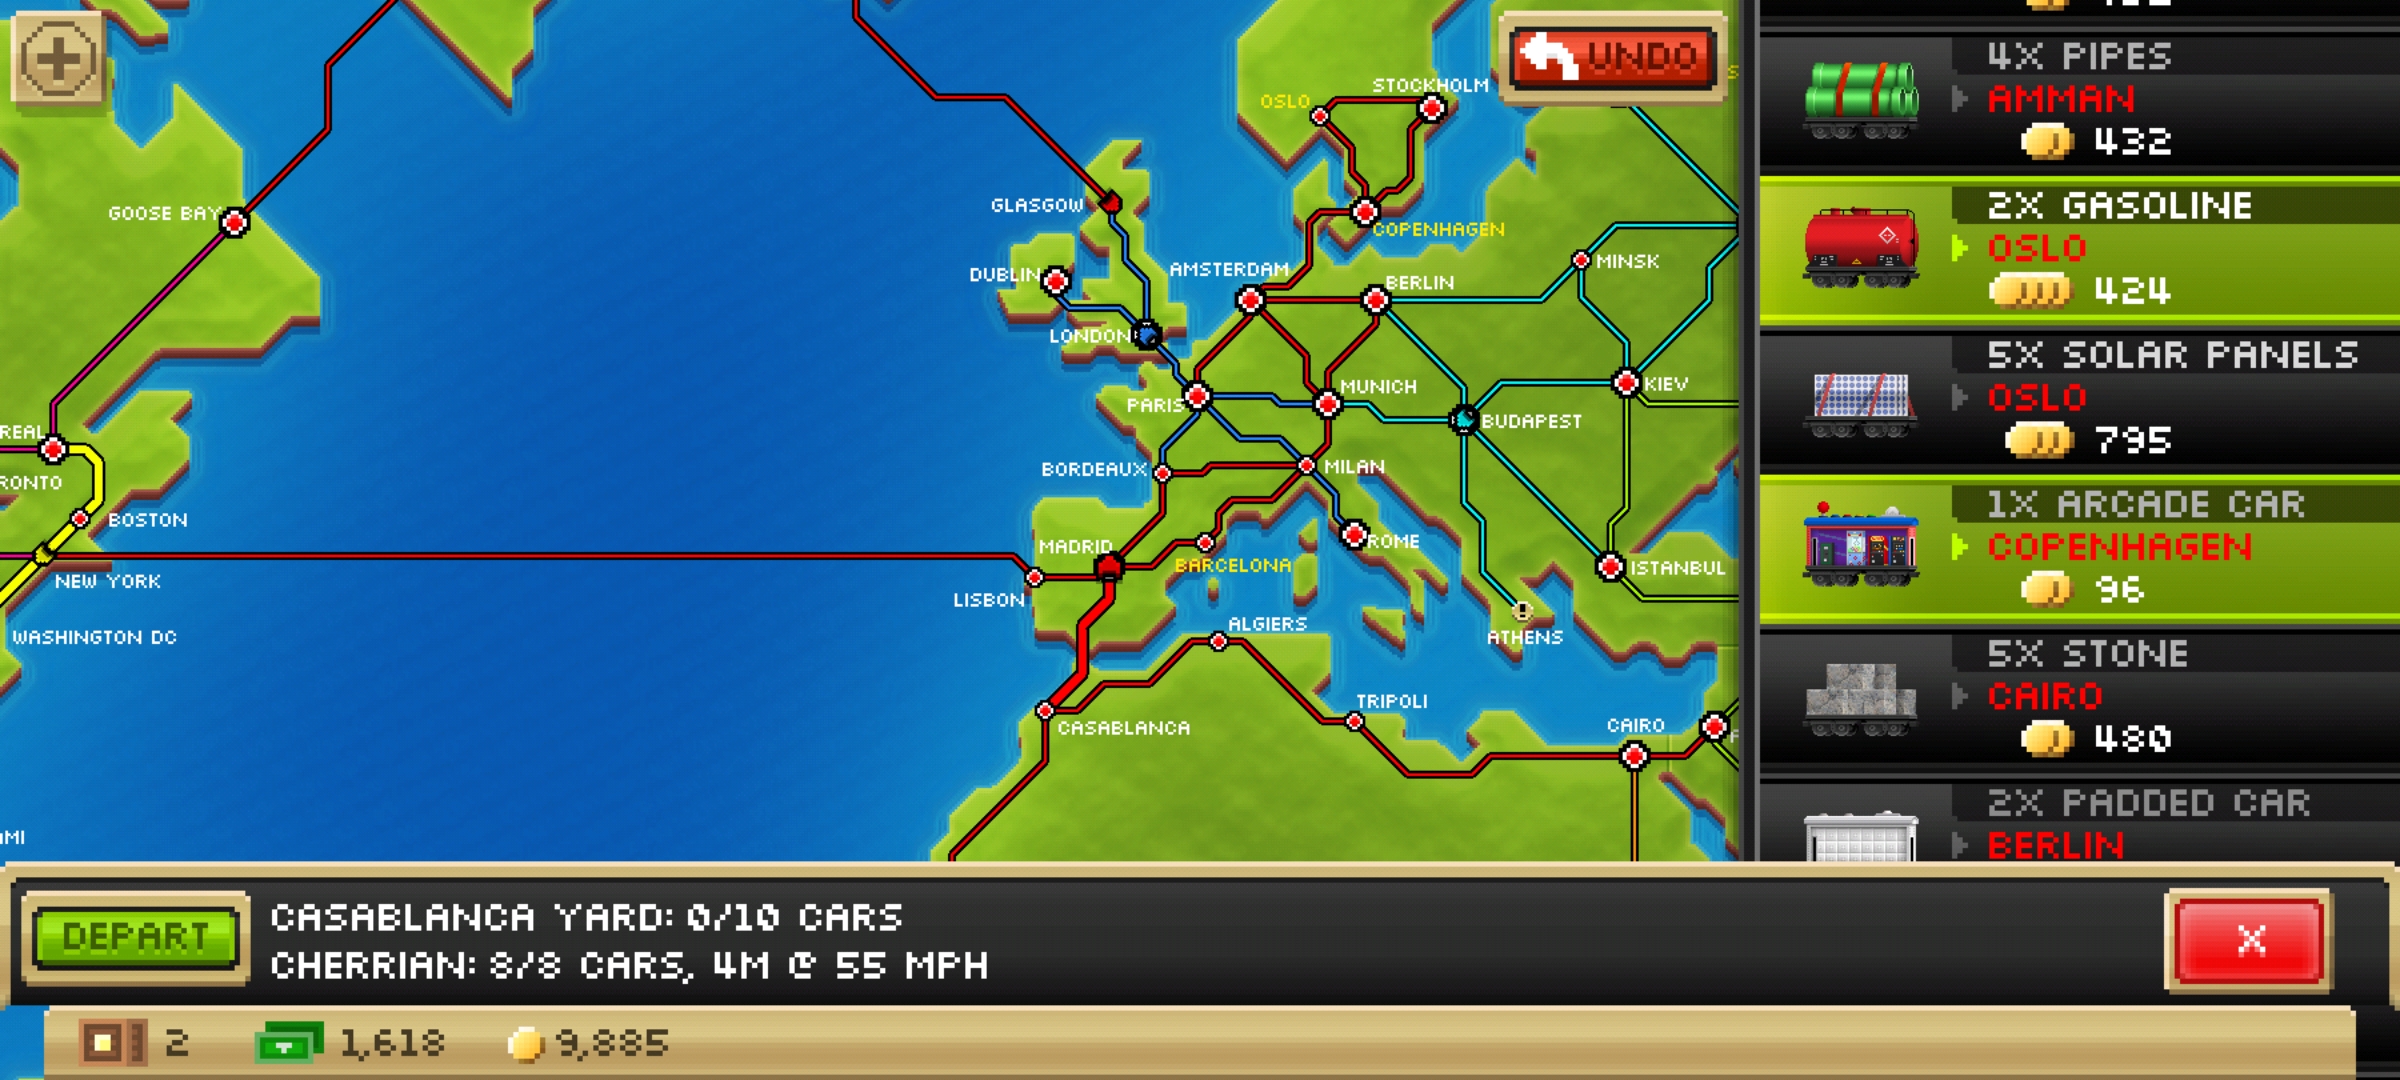 UNDO
STOCKHOLM
OSLO
GLASGOW
GOOSE BAY
COPENHAGEN
DUBLIN
AMSTERDAM
BERLIN
MINSK
LONDON
PARIS
MUNICH
KIEV
BUDAPEST
REAL
BORDEAUX
MILAN
RONTO
BOSTON
MADRID
ROME
BARCELONA
ISTANBUL
NEW YORK
LISBON
WASHINGTON DC
ALGIERS
ATHENS
TRIPOLI
CASABLANCA
CAIRO
AMI
4X PIPES
AMMAN
432
2X GASOLINE
OSLO
424
5X SOLAR PANELS
OSLO
795
1X ARCADE CAR
COPENHAGEN
96
5X STONE
CAIRO
480
2X PADDED CAR
BERLIN
DEPART
CASABLANCA YARD: 0/10 CARS
CHERRIAN: 8/8 CARS, 4M @ 55 MPH
X
2
1,618
9,885